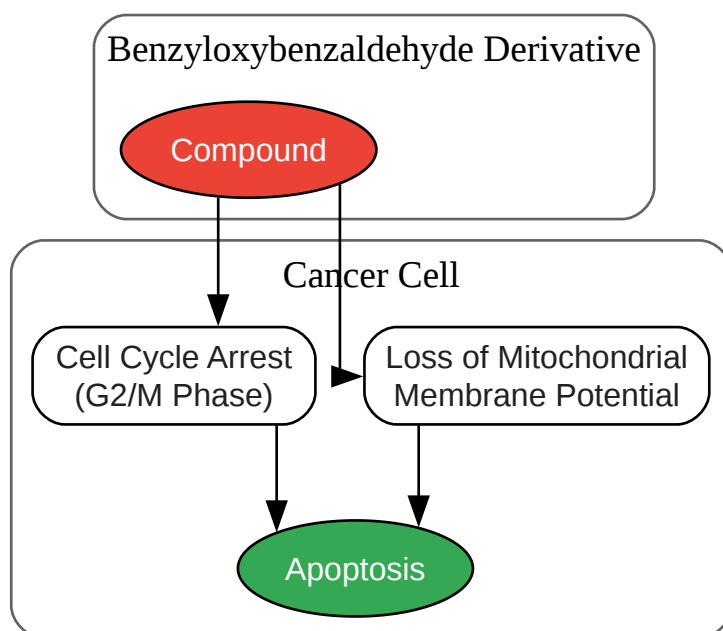 Benzyloxybenzaldehyde Derivative
Compound
Cancer Cell
Cell Cycle Arrest
(G2/M Phase)
Loss of Mitochondrial
Membrane Potential
Apoptosis